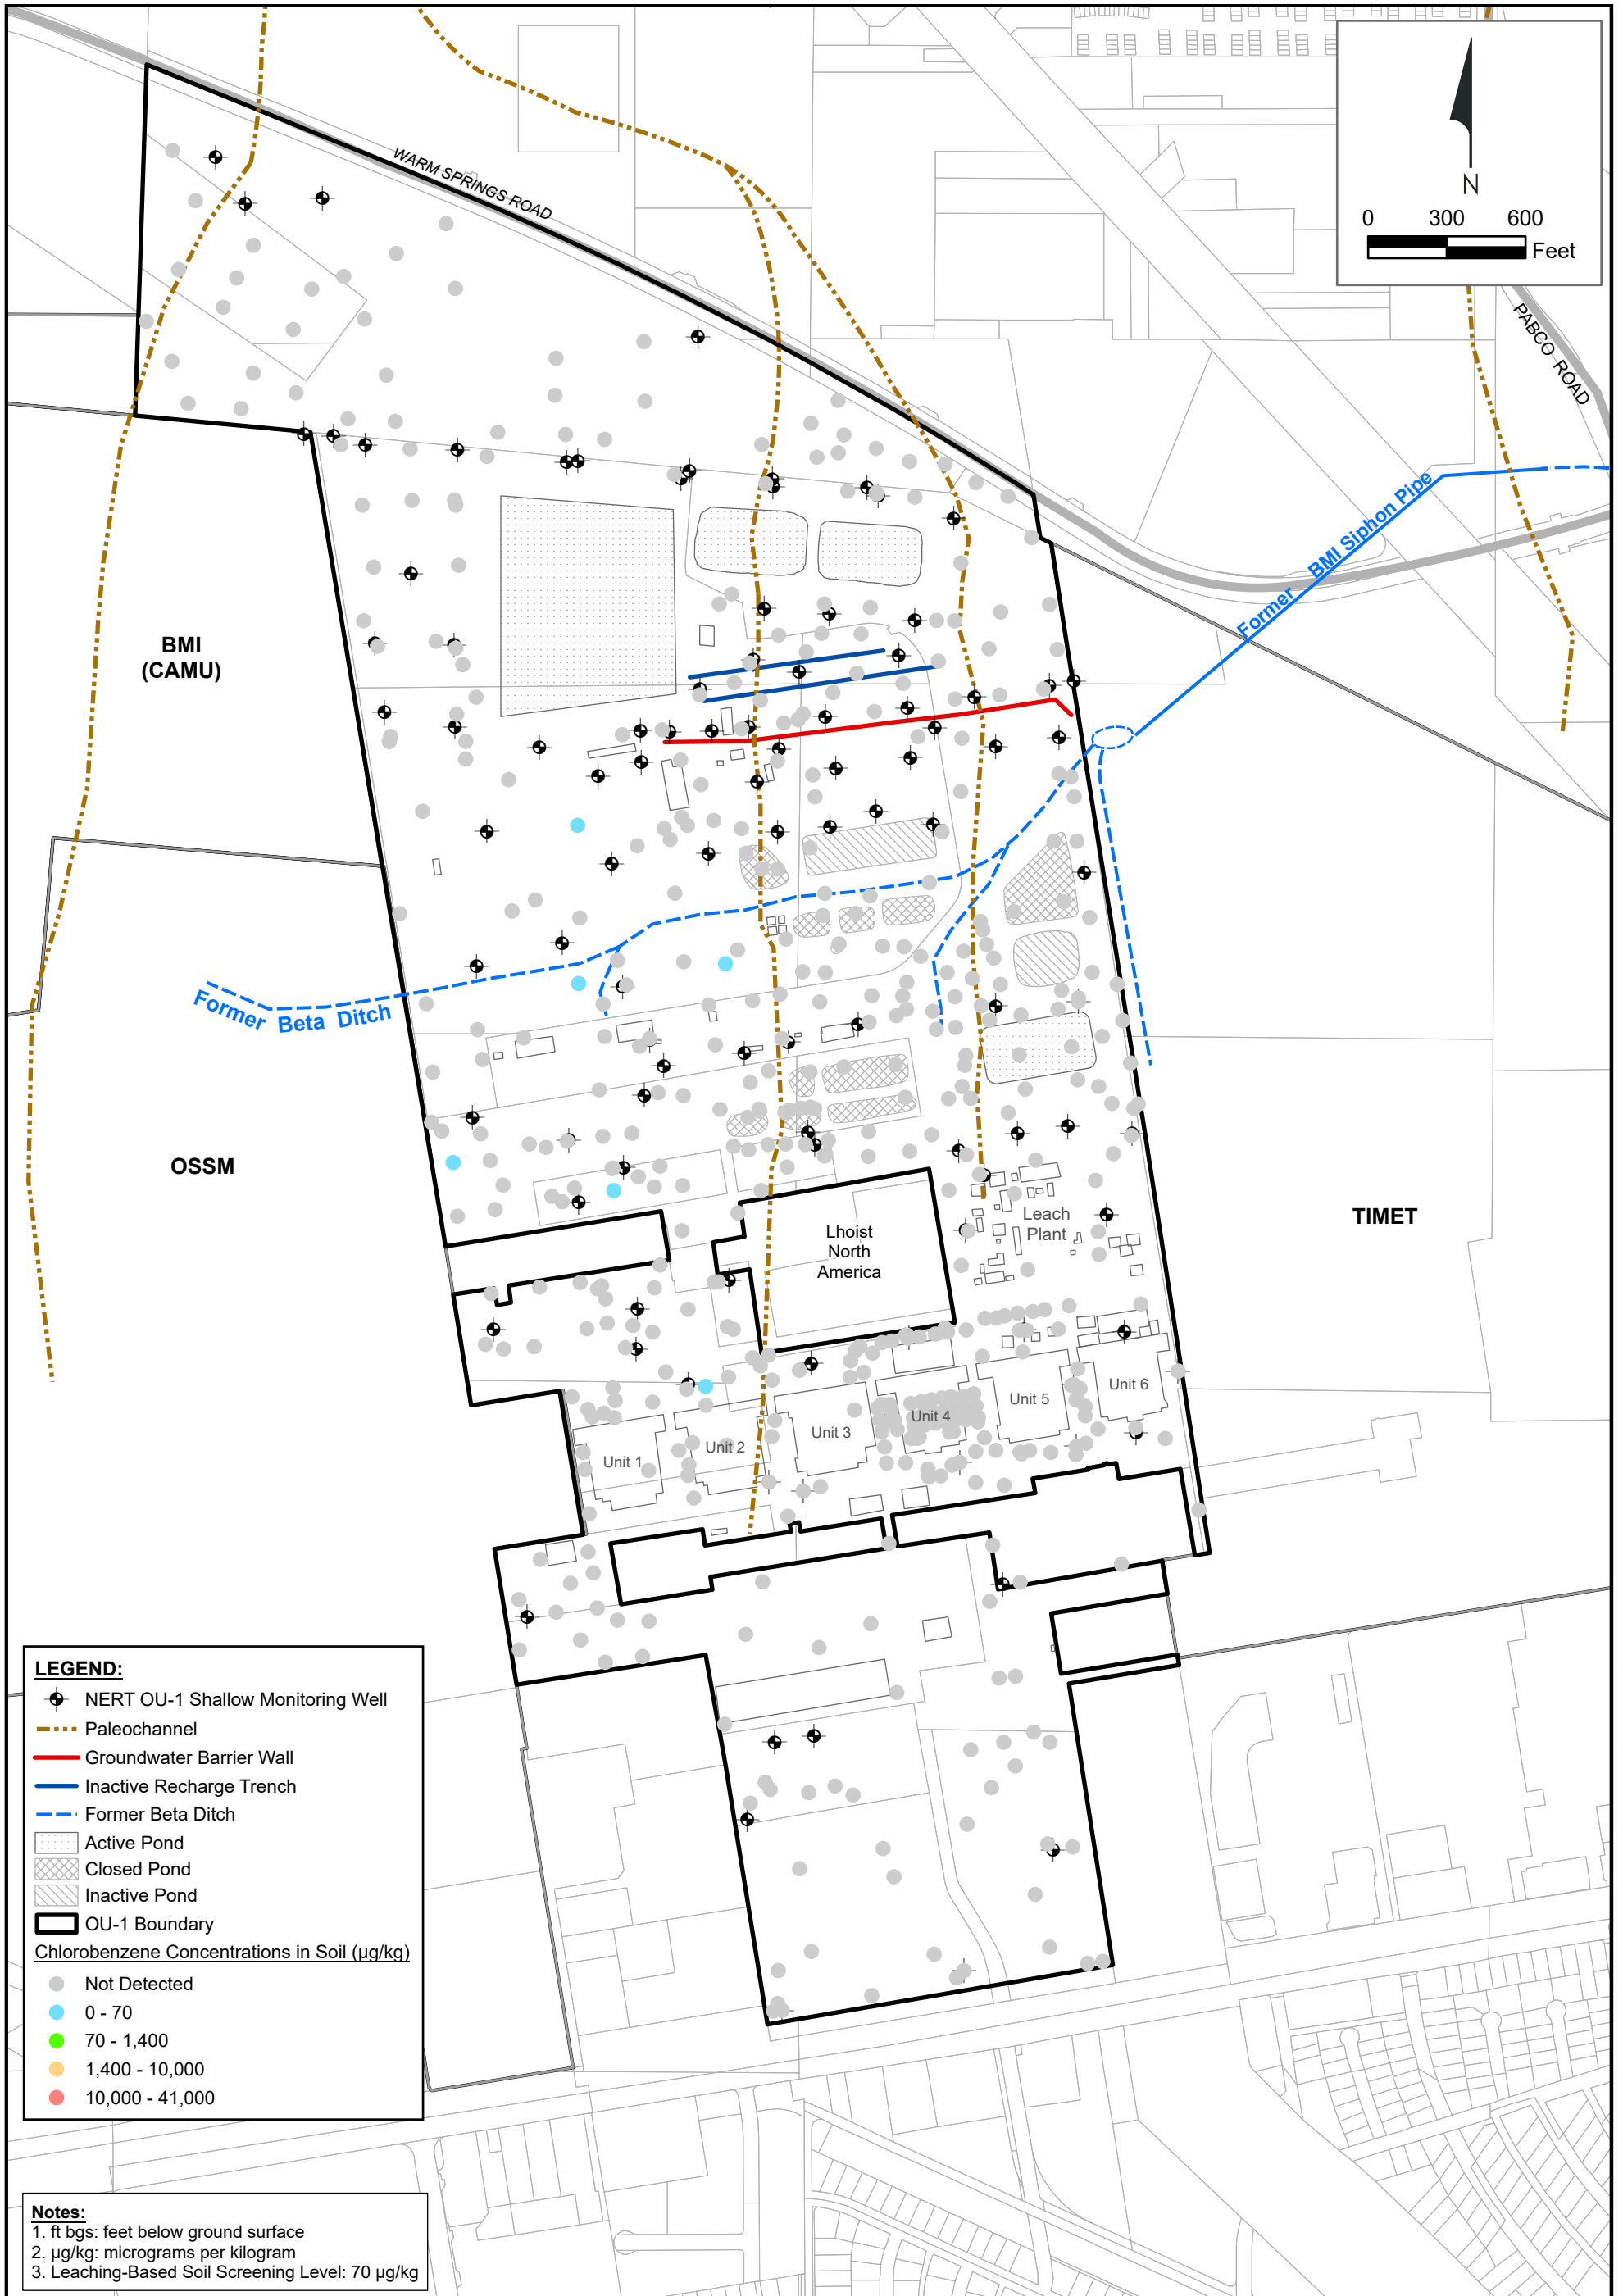 WARM SPRINGS ROAD
N
0 300 600
Feet
PABCO ROAD
Former BMI Siphon Pipe
BMI
(CAMU)
Former Beta Ditch
OSSM
TIMET
Lhoist
North
America
Leach
Plant
Unit 1
Unit 2
Unit 3
Unit 4
Unit 5
Unit 6
LEGEND:
NERT OU-1 Shallow Monitoring Well
Paleochannel
Groundwater Barrier Wall
Inactive Recharge Trench
Former Beta Ditch
Active Pond
Closed Pond
Inactive Pond
OU-1 Boundary
Chlorobenzene Concentrations in Soil (µg/kg)
Not Detected
0 - 70
70 - 1,400
1,400 - 10,000
10,000 - 41,000
Notes:
1. ft bgs: feet below ground surface
2. µg/kg: micrograms per kilogram
3. Leaching-Based Soil Screening Level: 70 µg/kg